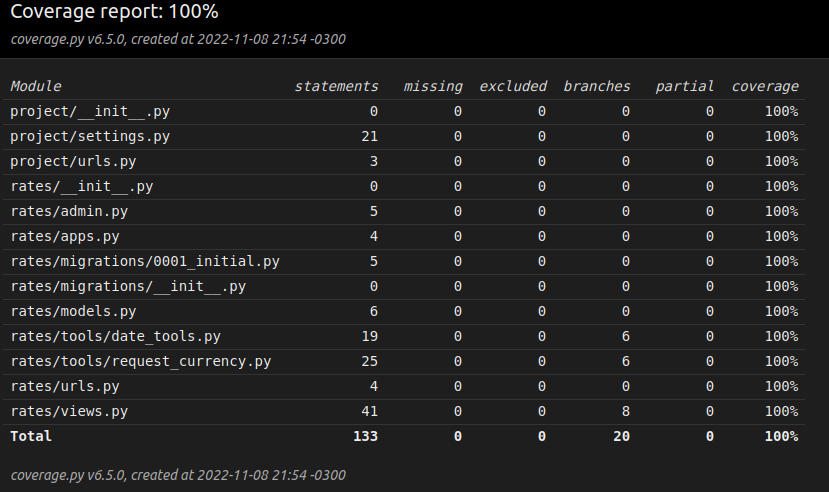 Coverage report: 100%
coverage.py v6.5.0, created at 2022-11-08 21:54 -0300
Module statements missing excluded branches partial coverage
project/__init__.py 0 0 0 0 0 100%
project/settings.py 21 0 0 0 0 100%
project/urls.py 3 0 0 0 0 100%
rates/__init__.py 0 0 0 0 0 100%
rates/admin.py 5 0 0 0 0 100%
rates/apps.py 4 0 0 0 0 100%
rates/migrations/0001_initial.py 5 0 0 0 0 100%
rates/migrations/__init__.py 0 0 0 0 0 100%
rates/models.py 6 0 0 0 0 100%
rates/tools/date_tools.py 19 0 0 6 0 100%
rates/tools/request_currency.py 25 0 0 6 0 100%
rates/urls.py 4 0 0 0 0 100%
rates/views.py 41 0 0 8 0 100%
Total 133 0 0 20 0 100%
coverage.py v6.5.0, created at 2022-11-08 21:54 -0300